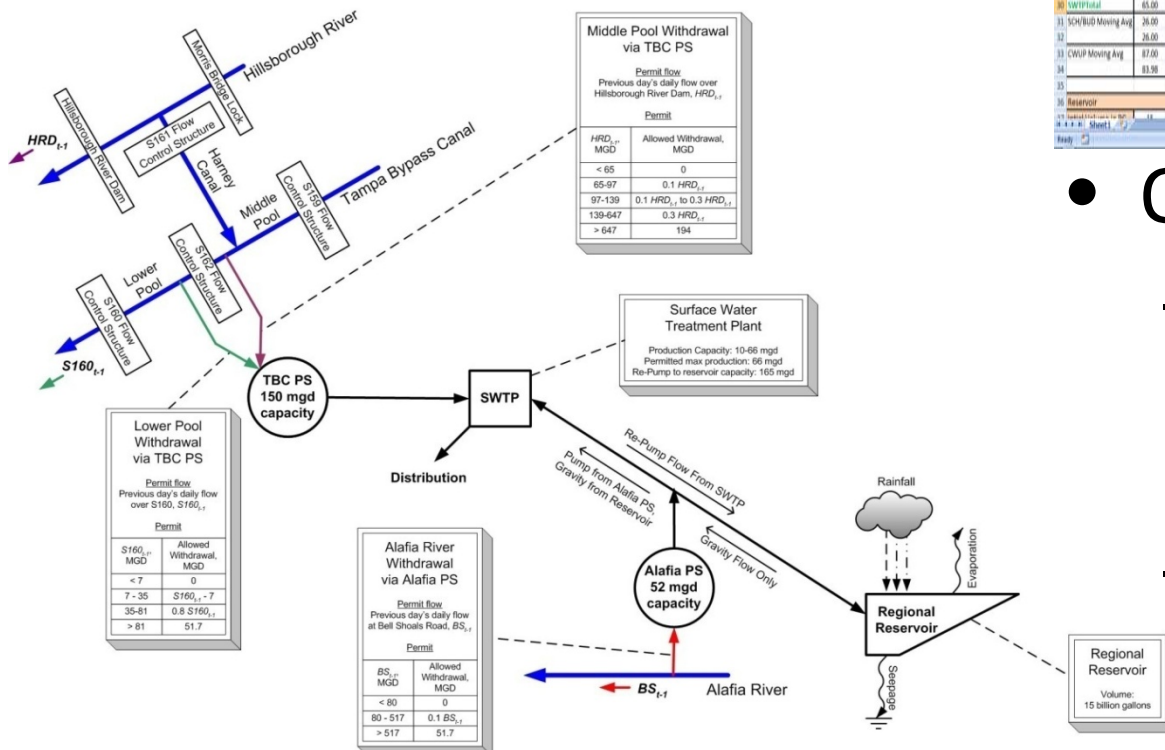 Hillsborough River
Morris Bridge Lock
Hillsborough River Dam
S161 Flow
Control Structure
HRDt-1
Harney
Canal
Tampa Bypass Canal
S159 Flow
Control Structure
Middle
Pool
S162 Flow
Control Structure
Lower
Pool
S160 Flow
Control Structure
S160t-1
TBC PS
150 mgd
capacity
SWTP
Distribution
Re-Pump Flow From SWTP
Pump from Alafia PS,
Gravity from Reservoir
Gravity Flow Only
Alafia PS
52 mgd
capacity
BSt-1
Alafia River
Rainfall
Evaporation
Regional
Reservoir
Seepage
Middle Pool Withdrawal
via TBC PS
Permit flow
Previous day's daily flow over
Hillsborough River Dam, HRDt-1
Permit
HRDt-1, MGD | Allowed Withdrawal, MGD
< 65 | 0
65-97 | 0.1 HRDt-1
97-139 | 0.1 HRDt-1 to 0.3 HRDt-1
139-647 | 0.3 HRDt-1
> 647 | 194
Surface Water
Treatment Plant
Production Capacity: 10-66 mgd
Permitted max production: 66 mgd
Re-Pump to reservoir capacity: 165 mgd
Lower Pool
Withdrawal
via TBC PS
Permit flow
Previous day's daily flow
over S160, S160t-1
Permit
S160t-1, MGD | Allowed Withdrawal, MGD
< 7 | 0
7 - 35 | S160t-1 - 7
35-81 | 0.8 S160t-1
> 81 | 51.7
Alafia River
Withdrawal
via Alafia PS
Permit flow
Previous day's daily flow
at Bell Shoals Road, BSt-1
Permit
BSt-1, MGD | Allowed Withdrawal, MGD
< 80 | 0
80 - 517 | 0.1 BSt-1
> 517 | 51.7
Regional
Reservoir
Volume:
15 billion gallons
30 SWTPTotal 65.00
31 SCH/BUD Moving Avg 26.00
32 26.00
33 CWUP Moving Avg 87.00
34 83.98
35
36 Reservoir
Sheet1
Ready
•